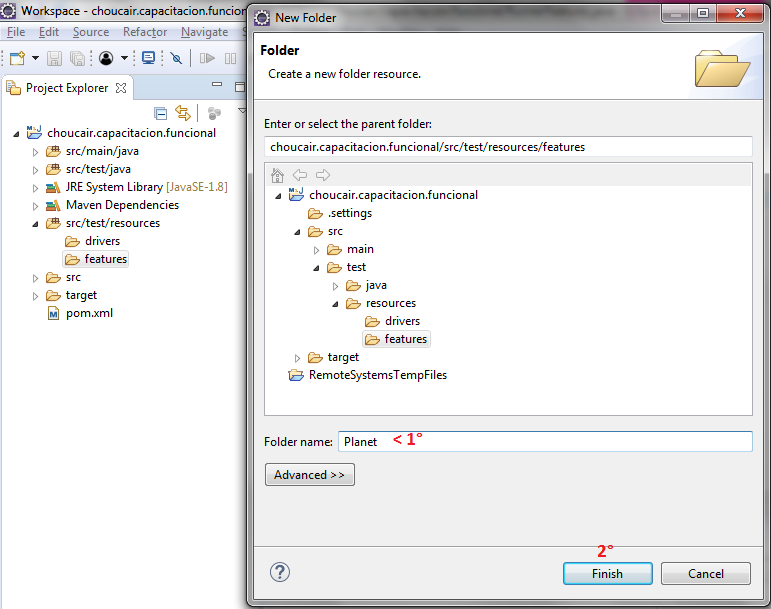 Workspace - choucair.capacitacion.funcior
File Edit Source Refactor Navigate
Project Explorer
choucair.capacitacion.funcional
src/main/java
src/test/java
JRE System Library [JavaSE-1.8]
Maven Dependencies
src/test/resources
drivers
features
src
target
pom.xml
New Folder
Folder
Create a new folder resource.
Enter or select the parent folder:
choucair.capacitacion.funcional/src/test/resources/features
choucair.capacitacion.funcional
.settings
src
main
test
java
resources
drivers
features
target
RemoteSystemsTempFiles
Folder name: Planet < 1°
Advanced >>
2°
Finish Cancel